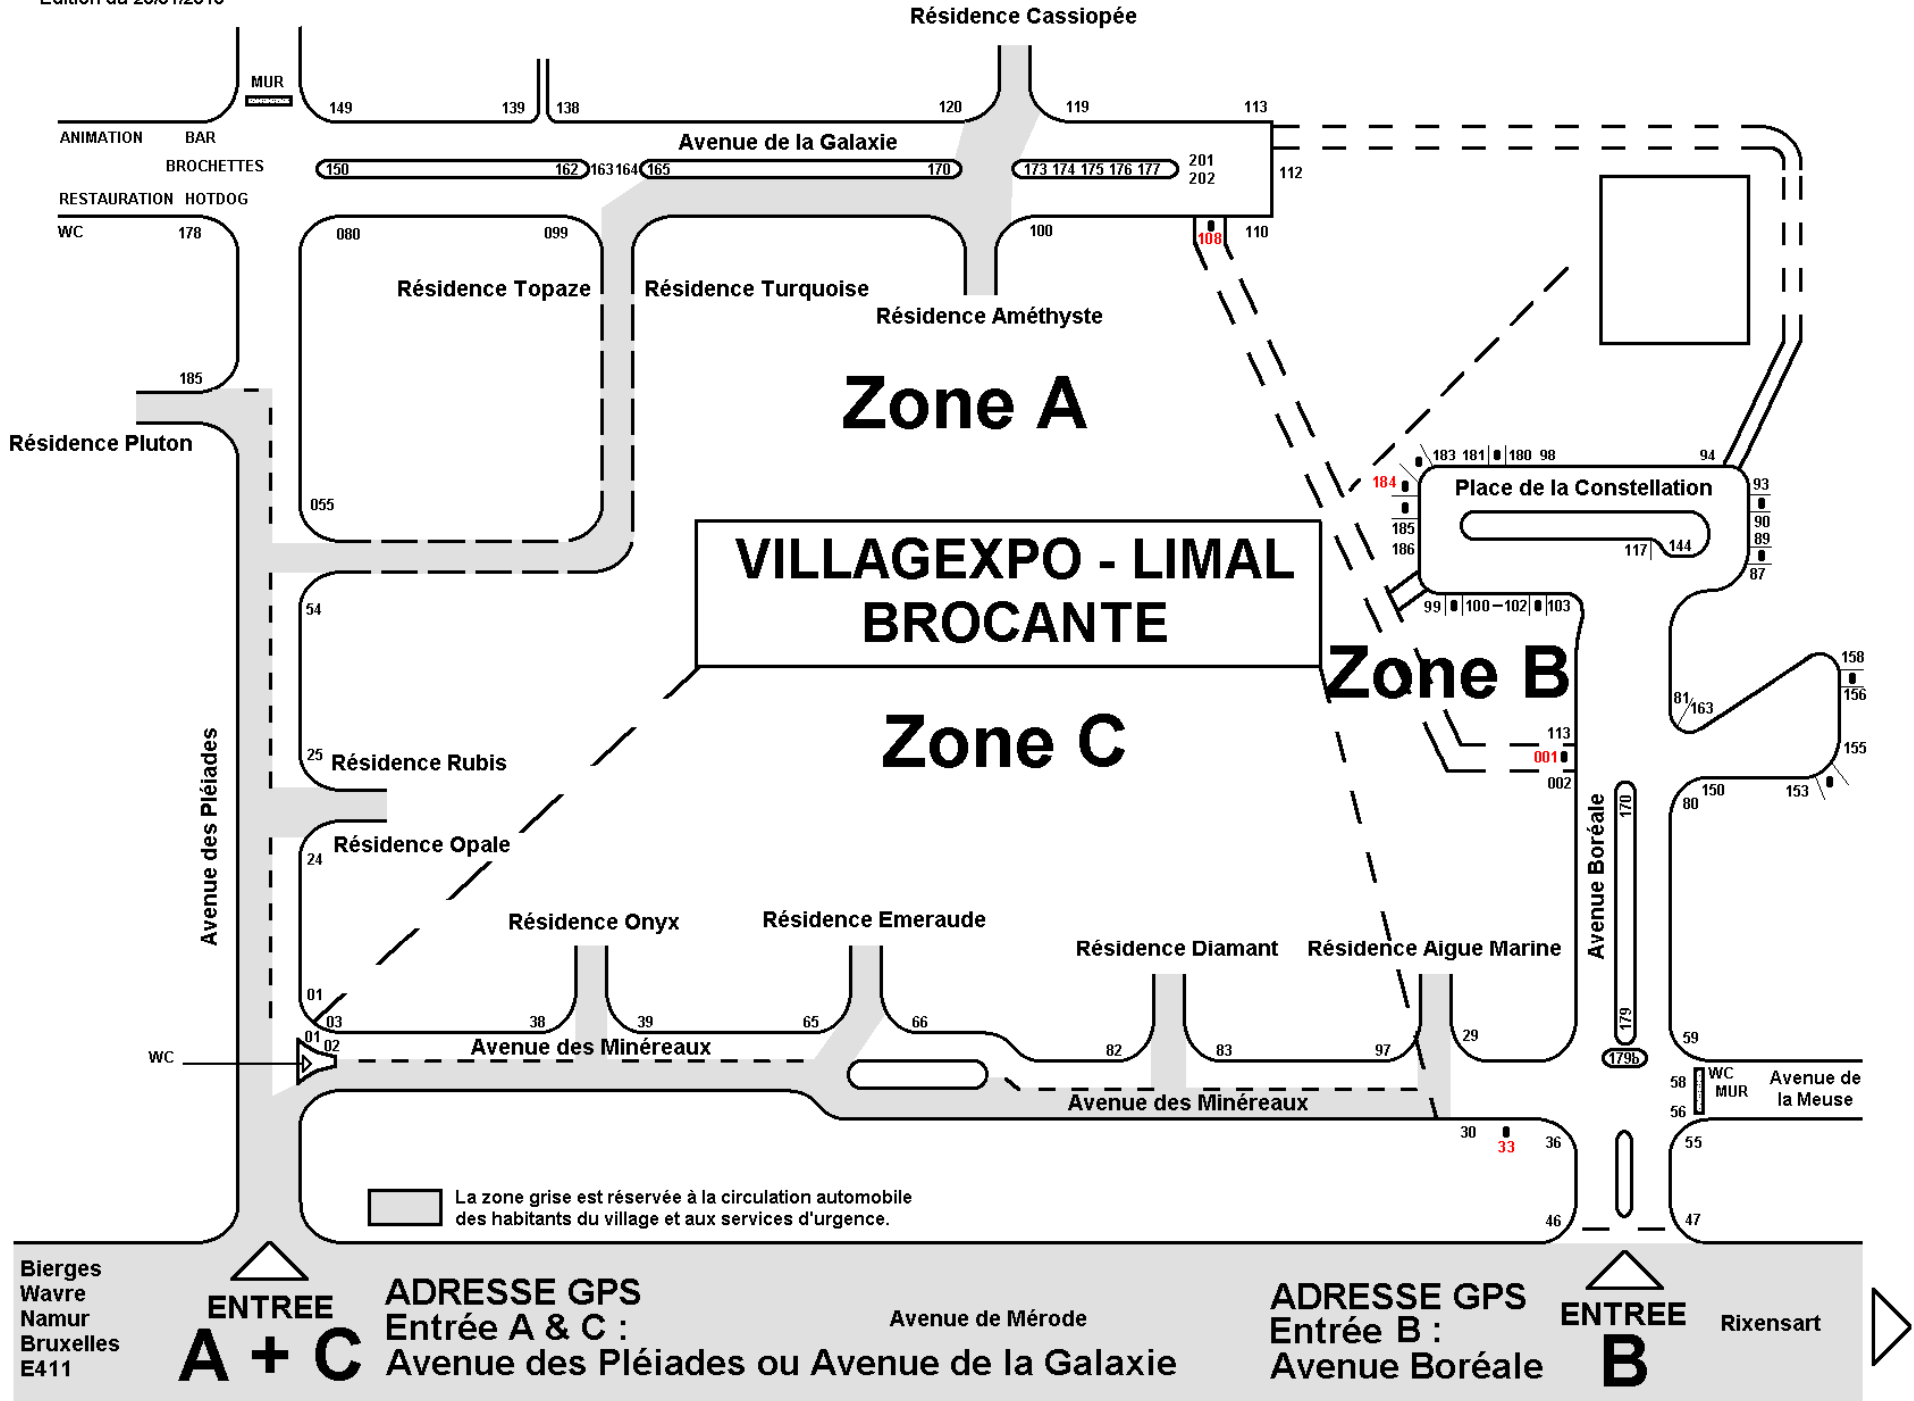 Résidence Cassiopée
MUR
149
139
138
120
119
113
ANIMATION BAR
Avenue de la Galaxie
BROCHETTES
150
162
163
164
165
170
173 174 175 176 177
201
202
112
RESTAURATION HOTDOG
WC
178
080
099
100
108
110
Résidence Topaze
Résidence Turquoise
Résidence Améthyste
185
Zone A
Résidence Pluton
183
181
180
98
94
184
Place de la Constellation
93
055
185
90
186
117
144
89
87
VILLAGEXPO - LIMAL
BROCANTE
54
99
100
102
103
Zone B
158
156
81
163
Zone C
113
155
25
Résidence Rubis
001
002
150
153
80
170
Avenue des Pléiades
Avenue Boréale
Résidence Opale
24
Résidence Onyx
Résidence Emeraude
Résidence Diamant
Résidence Aigue Marine
01
03
38
39
65
66
179
01
02
Avenue des Minéreaux
82
83
97
29
59
WC
179b
58
WC
MUR
56
Avenue de
la Meuse
Avenue des Minéreaux
30
33
36
55
La zone grise est réservée à la circulation automobile
des habitants du village et aux services d'urgence.
46
47
Bierges
Wavre
Namur
Bruxelles
E411
ENTREE
A + C
ADRESSE GPS
Entrée A & C :
Avenue des Pléiades ou Avenue de la Galaxie
Avenue de Mérode
ADRESSE GPS
Entrée B :
Avenue Boréale
ENTREE
B
Rixensart